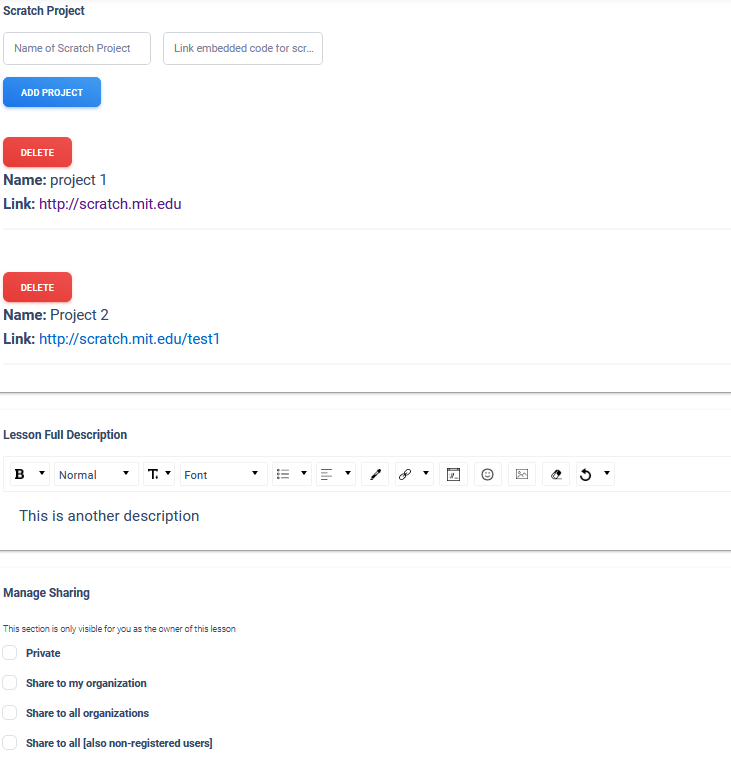 Scratch Project
Name of Scratch Project Link embedded code for scr...
ADD PROJECT
DELETE
Name: project 1
Link: http://scratch.mit.edu
DELETE
Name: Project 2
Link: http://scratch.mit.edu/test1
Lesson Full Description
B Normal T Font
This is another description
Manage Sharing
This section is only visible for you as the owner of this lesson
Private
Share to my organization
Share to all organizations
Share to all [also non-registered users]